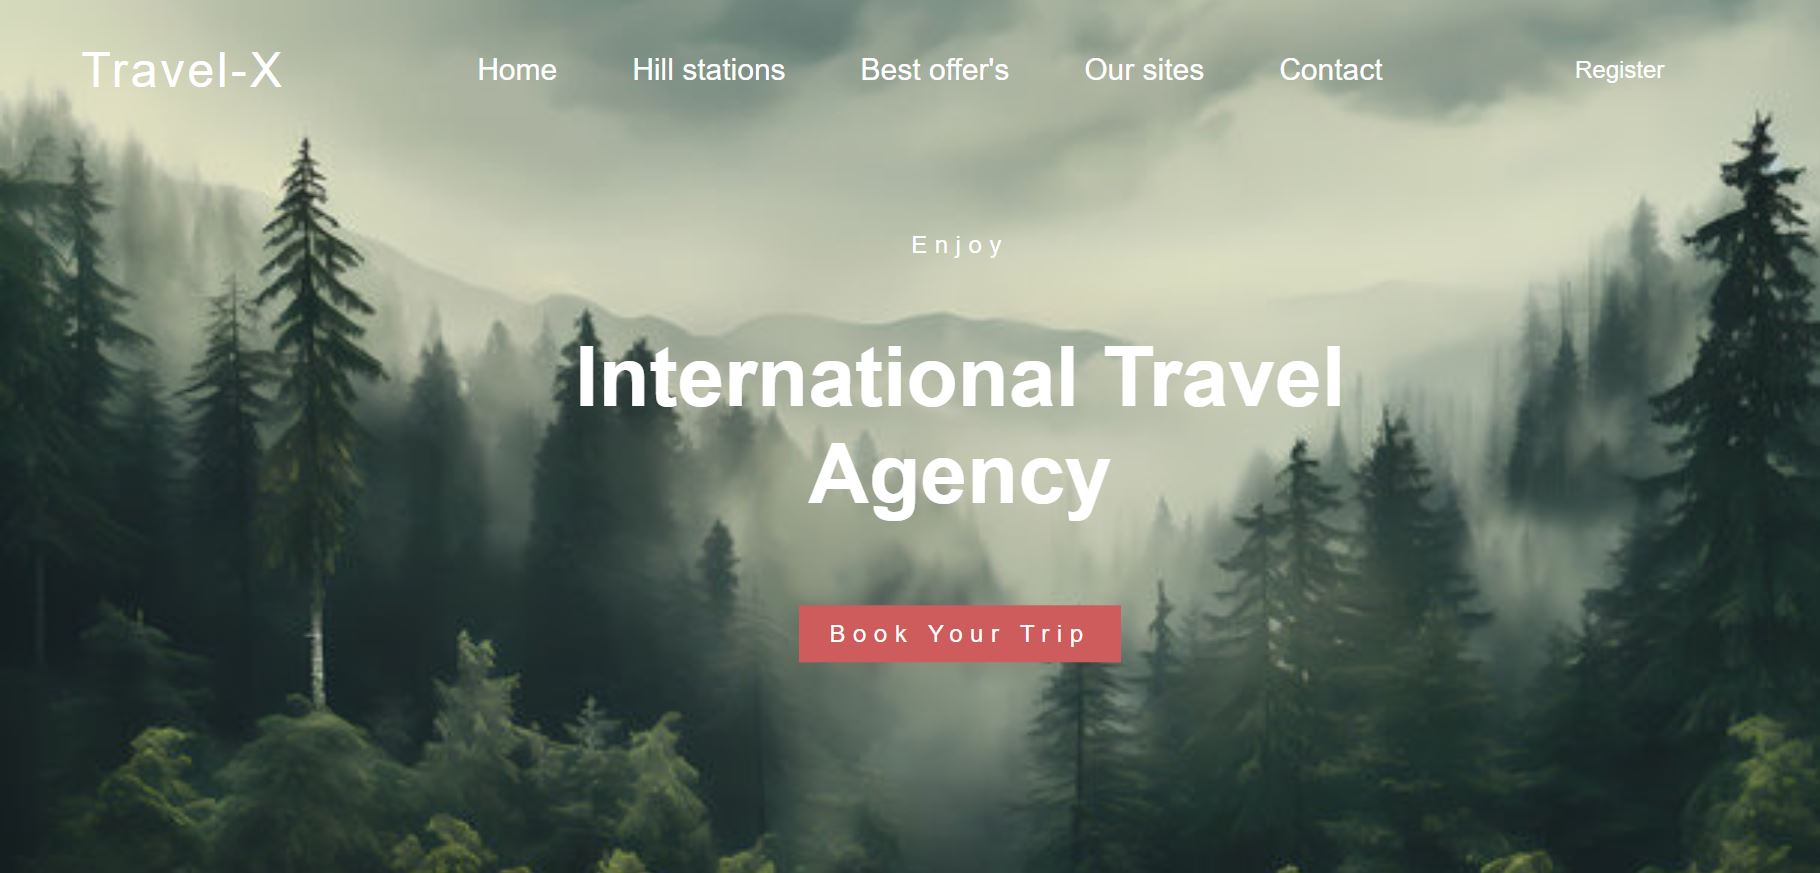 Travel-X
Home
Hill stations
Best offer's
Our sites
Contact
Register
Enjoy
International Travel
Agency
Book Your Trip